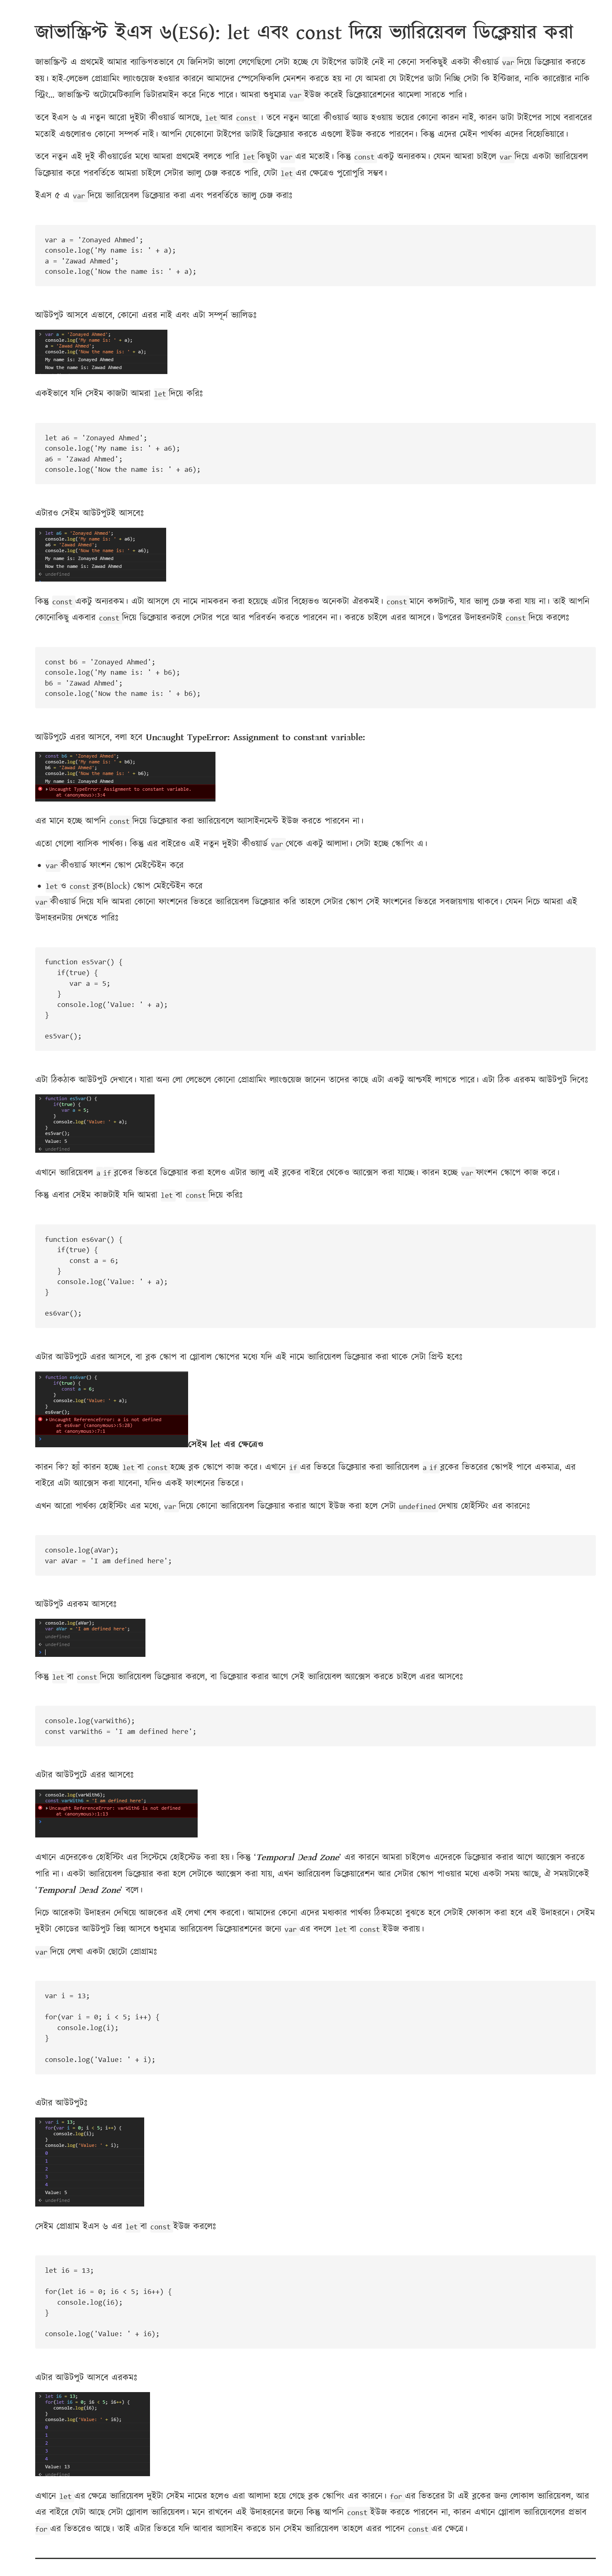 জাভাস্ক্রিপ্ট ইএস ৬(ES6): let এবং const দিয়ে ভ্যারিয়েবল ডিক্লেয়ার করা
জাভাস্ক্রিপ্ট এ প্রথমেই আমার ব্যাক্তিগতভাবে যে জিনিসটা ভালো লেগেছিলো সেটা হচ্ছে যে টাইপের ডাটাই নেই না কেনো সবকিছুই একটা কীওয়ার্ড var দিয়ে ডিক্লেয়ার করতে
হয়। হাই-লেভেল প্রোগ্রামিং ল্যাংগুয়েজ হওয়ার কারনে আমাদের স্পেসেফিকলি মেনশন করতে হয় না যে আমরা যে টাইপের ডাটা নিচ্ছি সেটা কি ইন্টিজার, নাকি ক্যারেক্টার নাকি
স্ট্রিং… জাভাস্ক্রিপ্ট অটোমেটিক্যালি ডিটারমাইন করে নিতে পারে। আমরা শুধুমাত্র var ইউজ করেই ডিক্লেয়ারেশনের ঝামেলা সারতে পারি।
তবে ইএস ৬ এ নতুন আরো দুইটা কীওয়ার্ড আসছে, let আর const । তবে নতুন আরো কীওয়ার্ড অ্যাড হওয়ায় ভয়ের কোনো কারন নাই, কারন ডাটা টাইপের সাথে বরাবরের
মতোই এগুলোরও কোনো সম্পর্ক নাই। আপনি যেকোনো টাইপের ডাটাই ডিক্লেয়ার করতে এগুলো ইউজ করতে পারবেন। কিন্তু এদের মেইন পার্থক্য এদের বিহ্যেভিয়ারে।
তবে নতুন এই দুই কীওয়ার্ডের মধ্যে আমরা প্রথমেই বলতে পারি let কিছুটা var এর মতোই। কিন্তু const একটু অন্যরকম। যেমন আমরা চাইলে var দিয়ে একটা ভ্যারিয়েবল
ডিক্লেয়ার করে পরবর্তিতে আমরা চাইলে সেটার ভ্যালু চেঞ্জ করতে পারি, যেটা let এর ক্ষেত্রেও পুরোপুরি সম্ভব।
ইএস ৫ এ var দিয়ে ভ্যারিয়েবল ডিক্লেয়ার করা এবং পরবর্তিতে ভ্যালু চেঞ্জ করাঃ
var a = 'Zonayed Ahmed';
console.log('My name is: ' + a);
a = 'Zawad Ahmed';
console.log('Now the name is: ' + a);
আউটপুট আসবে এভাবে, কোনো এরর নাই এবং এটা সম্পূর্ন ভ্যালিডঃ
> var a = 'Zonayed Ahmed';
console.log('My name is: ' + a);
a = 'Zawad Ahmed';
console.log('Now the name is: ' + a);
My name is: Zonayed Ahmed
Now the name is: Zawad Ahmed
একইভাবে যদি সেইম কাজটা আমরা let দিয়ে করিঃ
let a6 = 'Zonayed Ahmed';
console.log('My name is: ' + a6);
a6 = 'Zawad Ahmed';
console.log('Now the name is: ' + a6);
এটারও সেইম আউটপুটই আসবেঃ
> let a6 = 'Zonayed Ahmed';
console.log('My name is: ' + a6);
a6 = 'Zawad Ahmed';
console.log('Now the name is: ' + a6);
My name is: Zonayed Ahmed
Now the name is: Zawad Ahmed
< undefined
কিন্তু const একটু অন্যরকম। এটা আসলে যে নামে নামকরন করা হয়েছে এটার বিহ্যেভও অনেকটা ঐরকমই। const মানে কন্সট্যান্ট, যার ভ্যালু চেঞ্জ করা যায় না। তাই আপনি
কোনোকিছু একবার const দিয়ে ডিক্লেয়ার করলে সেটার পরে আর পরিবর্তন করতে পারবেন না। করতে চাইলে এরর আসবে। উপরের উদাহরনটাই const দিয়ে করলেঃ
const b6 = 'Zonayed Ahmed';
console.log('My name is: ' + b6);
b6 = 'Zawad Ahmed';
console.log('Now the name is: ' + b6);
আউটপুটে এরর আসবে, বলা হবে Uncaught TypeError: Assignment to constant variable:
> const b6 = 'Zonayed Ahmed';
console.log('My name is: ' + b6);
b6 = 'Zawad Ahmed';
console.log('Now the name is: ' + b6);
My name is: Zonayed Ahmed
Uncaught TypeError: Assignment to constant variable.
at <anonymous>:3:4
এর মানে হচ্ছে আপনি const দিয়ে ডিক্লেয়ার করা ভ্যারিয়েবলে অ্যাসাইনমেন্ট ইউজ করতে পারবেন না।
এতো গেলো ব্যাসিক পার্থক্য। কিন্তু এর বাইরেও এই নতুন দুইটা কীওয়ার্ড var থেকে একটু আলাদা। সেটা হচ্ছে স্কোপিং এ।
• var কীওয়ার্ড ফাংশন স্কোপ মেইন্টেইন করে
• let ও const ব্লক(Block) স্কোপ মেইন্টেইন করে
var কীওয়ার্ড দিয়ে যদি আমরা কোনো ফাংশনের ভিতরে ভ্যারিয়েবল ডিক্লেয়ার করি তাহলে সেটার স্কোপ সেই ফাংশনের ভিতরে সবজায়গায় থাকবে। যেমন নিচে আমরা এই
উদাহরনটায় দেখতে পারিঃ
function es5var() {
if(true) {
var a = 5;
}
console.log('Value: ' + a);
}
es5var();
এটা ঠিকঠাক আউটপুট দেখাবে। যারা অন্য লো লেভেলে কোনো প্রোগ্রামিং ল্যাংগুয়েজ জানেন তাদের কাছে এটা একটু আশ্চর্যই লাগতে পারে। এটা ঠিক এরকম আউটপুট দিবেঃ
> function es5var() {
if(true) {
var a = 5;
}
console.log('Value: ' + a);
}
es5var();
Value: 5
< undefined
এখানে ভ্যারিয়েবল a if ব্লকের ভিতরে ডিক্লেয়ার করা হলেও এটার ভ্যালু এই ব্লকের বাইরে থেকেও অ্যাক্সেস করা যাচ্ছে। কারন হচ্ছে var ফাংশন স্কোপে কাজ করে।
কিন্তু এবার সেইম কাজটাই যদি আমরা let বা const দিয়ে করিঃ
function es6var() {
if(true) {
const a = 6;
}
console.log('Value: ' + a);
}
es6var();
এটার আউটপুটে এরর আসবে, বা ব্লক স্কোপ বা গ্লোবাল স্কোপের মধ্যে যদি এই নামে ভ্যারিয়েবল ডিক্লেয়ার করা থাকে সেটা প্রিন্ট হবেঃ
> function es6var() {
if(true) {
const a = 6;
}
console.log('Value: ' + a);
}
es6var();
Uncaught ReferenceError: a is not defined
at es6var (<anonymous>:5:28)
at <anonymous>:7:1
সেইম let এর ক্ষেত্রেও
কারন কি? হ্যাঁ কারন হচ্ছে let বা const হচ্ছে ব্লক স্কোপে কাজ করে। এখানে if এর ভিতরে ডিক্লেয়ার করা ভ্যারিয়েবল a if ব্লকের ভিতরের স্কোপই পাবে একমাত্র, এর
বাইরে এটা অ্যাক্সেস করা যাবেনা, যদিও একই ফাংশনের ভিতরে।
এখন আরো পার্থক্য হোইস্টিং এর মধ্যে, var দিয়ে কোনো ভ্যারিয়েবল ডিক্লেয়ার করার আগে ইউজ করা হলে সেটা undefined দেখায় হোইস্টিং এর কারনেঃ
console.log(aVar);
var aVar = 'I am defined here';
আউটপুট এরকম আসবেঃ
> console.log(aVar);
var aVar = 'I am defined here';
undefined
< undefined
>
কিন্তু let বা const দিয়ে ভ্যারিয়েবল ডিক্লেয়ার করলে, বা ডিক্লেয়ার করার আগে সেই ভ্যারিয়েবল অ্যাক্সেস করতে চাইলে এরর আসবেঃ
console.log(varWith6);
const varWith6 = 'I am defined here';
এটার আউটপুটে এরর আসবেঃ
> console.log(varWith6);
const varWith6 = 'I am defined here';
Uncaught ReferenceError: varWith6 is not defined
at <anonymous>:1:13
>
এখানে এদেরকেও হোইস্টিং এর সিস্টেমে হোইস্টেড করা হয়। কিন্তু ‘Temporal Dead Zone’ এর কারনে আমরা চাইলেও এদেরকে ডিক্লেয়ার করার আগে অ্যাক্সেস করতে
পারি না। একটা ভ্যারিয়েবল ডিক্লেয়ার করা হলে সেটাকে অ্যাক্সেস করা যায়, এখন ভ্যারিয়েবল ডিক্লেয়ারেশন আর সেটার স্কোপ পাওয়ার মধ্যে একটা সময় আছে, ঐ সময়টাকেই
‘Temporal Dead Zone’ বলে।
নিচে আরেকটা উদাহরন দেখিয়ে আজকের এই লেখা শেষ করবো। আমাদের কেনো এদের মধ্যকার পার্থক্য ঠিকমতো বুঝতে হবে সেটাই ফোকাস করা হবে এই উদাহরনে। সেইম
দুইটা কোডের আউটপুট ভিন্ন আসবে শুধুমাত্র ভ্যারিয়েবল ডিক্লেয়ারশনের জন্যে var এর বদলে let বা const ইউজ করায়।
var দিয়ে লেখা একটা ছোটো প্রোগ্রামঃ
var i = 13;
for(var i = 0; i < 5; i++) {
console.log(i);
}
console.log('Value: ' + i);
এটার আউটপুটঃ
> var i = 13;
for(var i = 0; i < 5; i++) {
console.log(i);
}
console.log('Value: ' + i);
0
1
2
3
4
Value: 5
< undefined
সেইম প্রোগ্রাম ইএস ৬ এর let বা const ইউজ করলেঃ
let i6 = 13;
for(let i6 = 0; i6 < 5; i6++) {
console.log(i6);
}
console.log('Value: ' + i6);
এটার আউটপুট আসবে এরকমঃ
> let i6 = 13;
for(let i6 = 0; i6 < 5; i6++) {
console.log(i6);
}
console.log('Value: ' + i6);
0
1
2
3
4
Value: 13
< undefined
এখানে let এর ক্ষেত্রে ভ্যারিয়েবল দুইটা সেইম নামের হলেও এরা আলাদা হয়ে গেছে ব্লক স্কোপিং এর কারনে। for এর ভিতরের টা এই ব্লকের জন্য লোকাল ভ্যারিয়েবল, আর
এর বাইরে যেটা আছে সেটা গ্লোবাল ভ্যারিয়েবল। মনে রাখবেন এই উদাহরনের জন্যে কিন্তু আপনি const ইউজ করতে পারবেন না, কারন এখানে গ্লোবাল ভ্যারিয়েবলের প্রভাব
for এর ভিতরেও আছে। তাই এটার ভিতরে যদি আবার অ্যাসাইন করতে চান সেইম ভ্যারিয়েবল তাহলে এরর পাবেন const এর ক্ষেত্রে।